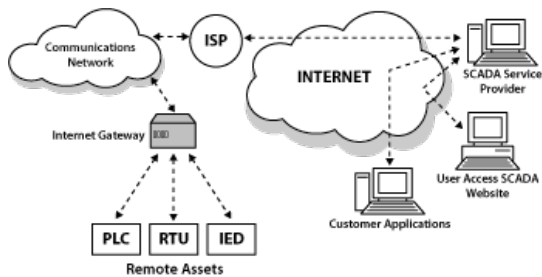 Communications
Network
ISP
INTERNET
SCADA Service
Provider
Internet Gateway
User Access SCADA
Website
Customer Applications
PLC
RTU
IED
Remote Assets